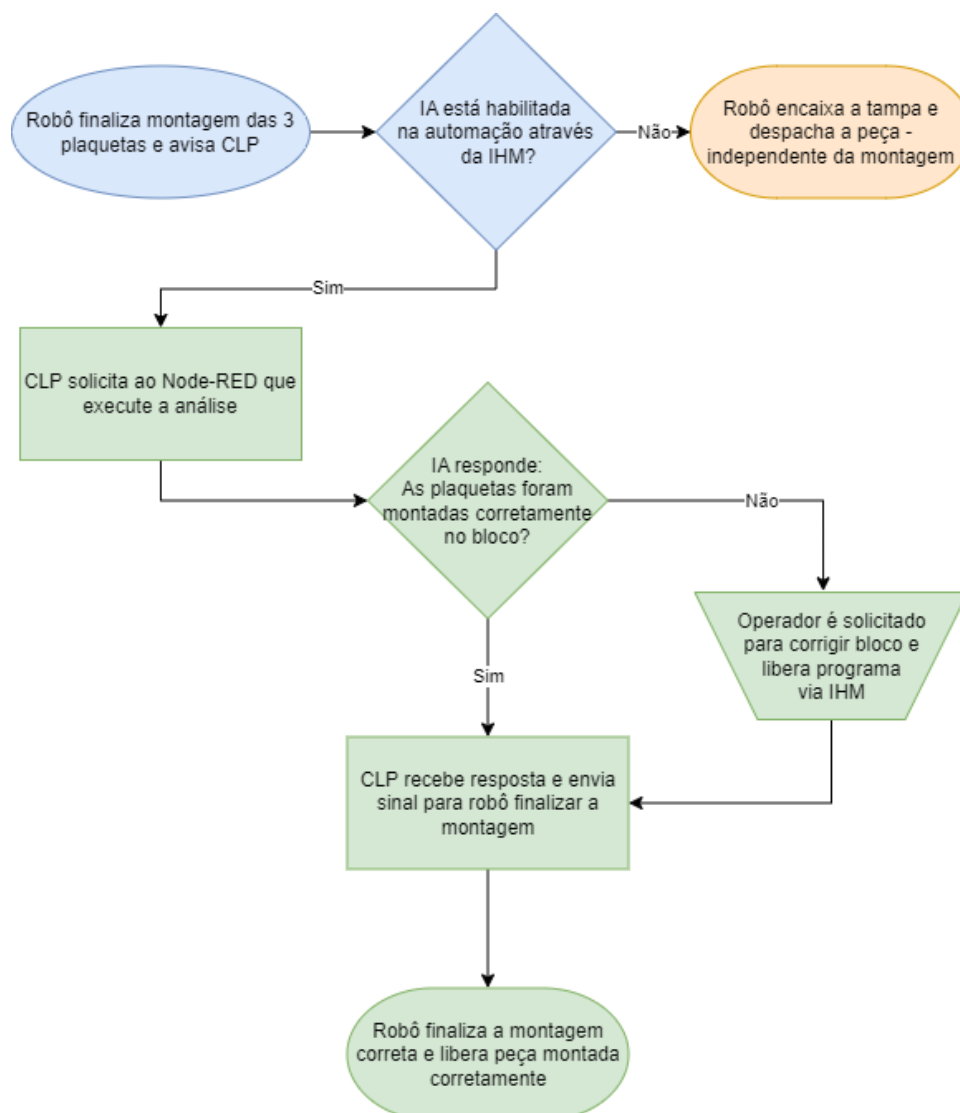 Robô finaliza montagem das 3
plaquetas e avisa CLP
IA está habilitada
na automação através
da IHM?
Não
Robô encaixa a tampa e
despacha a peça -
independente da montagem
Sim
CLP solicita ao Node-RED que
execute a análise
IA responde:
As plaquetas foram
montadas corretamente
no bloco?
Não
Operador é solicitado
para corrigir bloco e
libera programa
via IHM
Sim
CLP recebe resposta e envia
sinal para robô finalizar a
montagem
Robô finaliza a montagem
correta e libera peça montada
corretamente